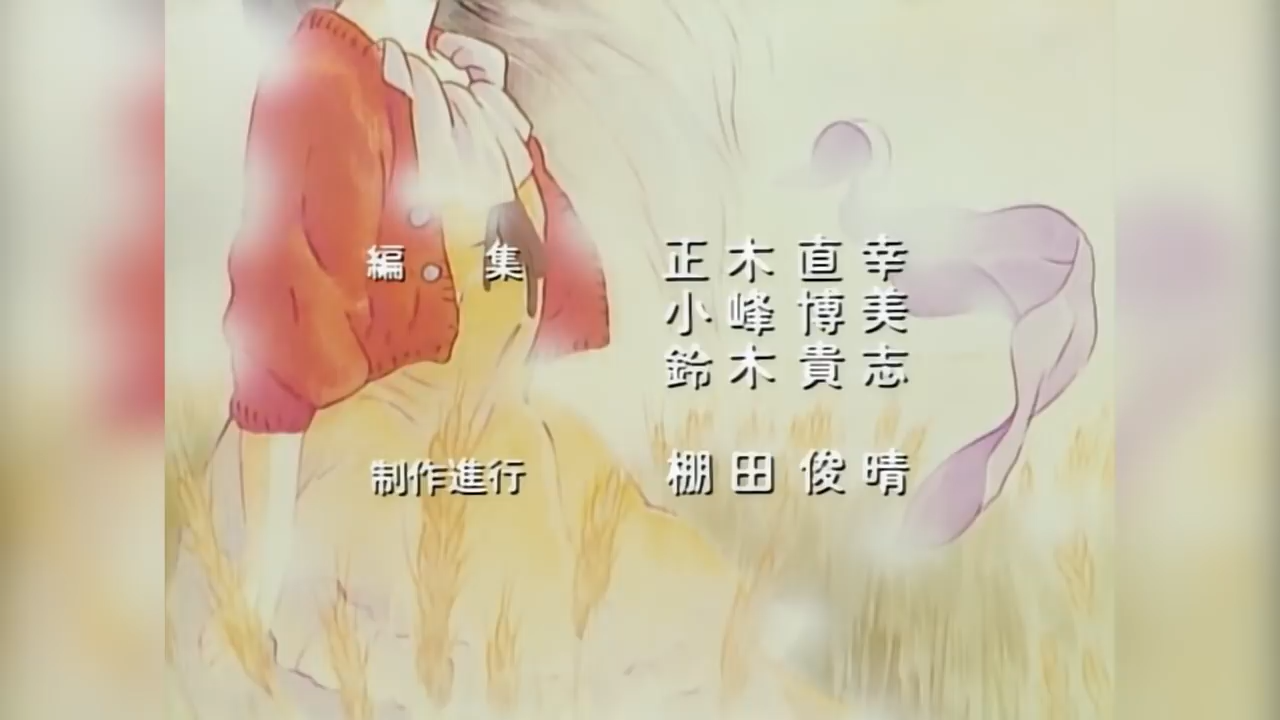 編集 正木直幸
小峰博美
鈴木貴志
制作進行 棚田俊晴